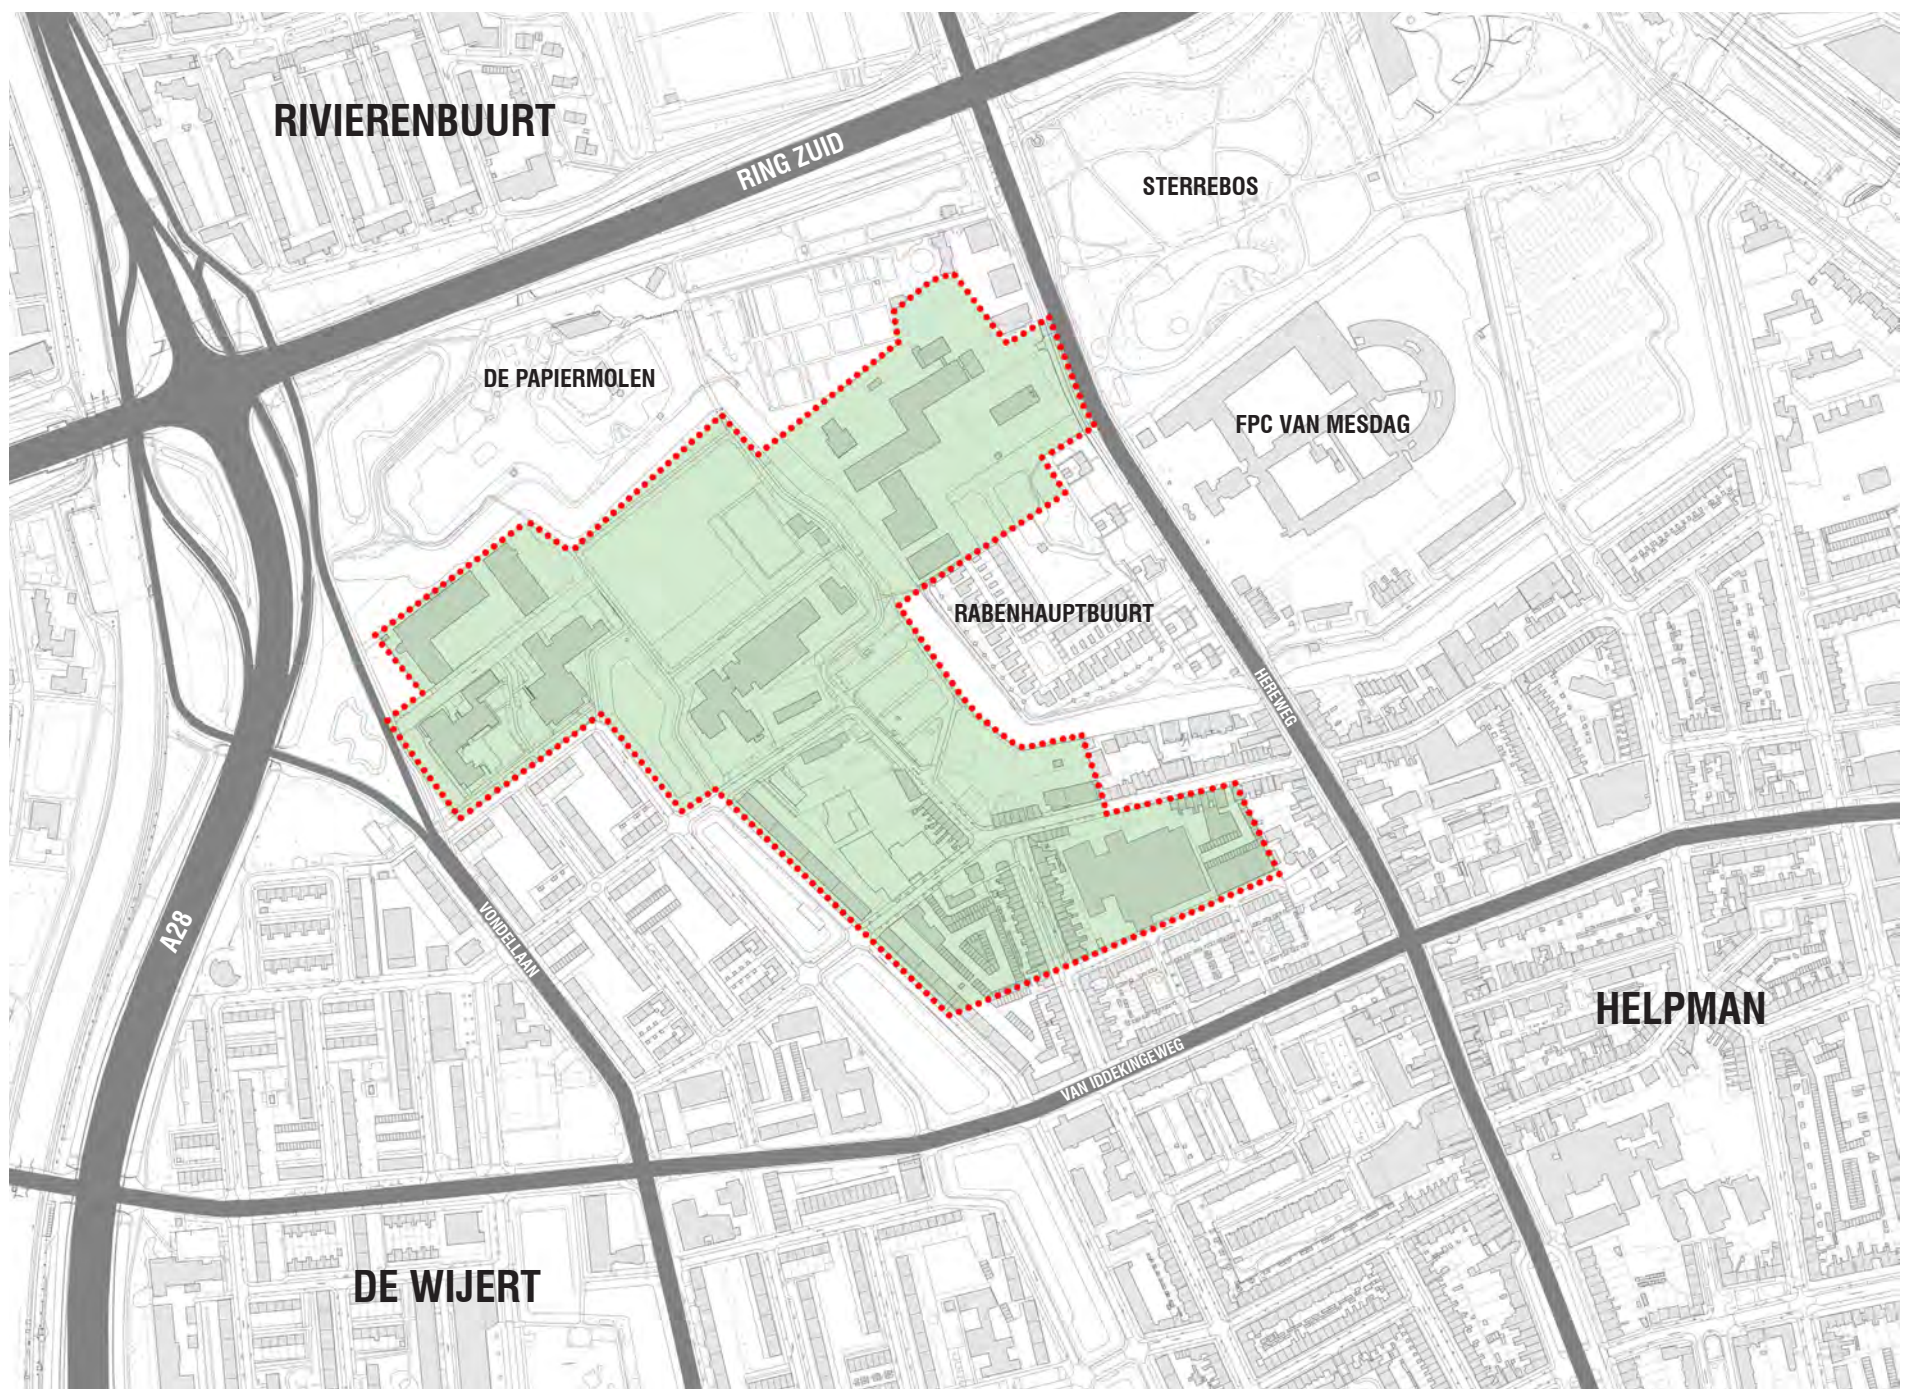 RIVIERENBUURT
RING ZUID
STERREBOS
DE PAPIERMOLEN
FPC VAN MESDAG
RABENHAUPTBUURT
HEREWEG
A28
VONDELLAAN
HELPMAN
VAN IDDEKINGEWEG
DE WIJERT